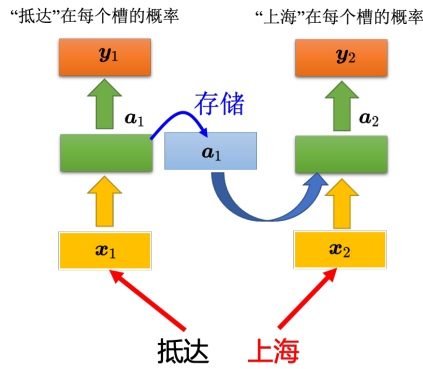 “抵达”在每个槽的概率
“上海”在每个槽的概率
y₁
y₂
a₁
存储
a₁
a₂
x₁
x₂
抵达
上海